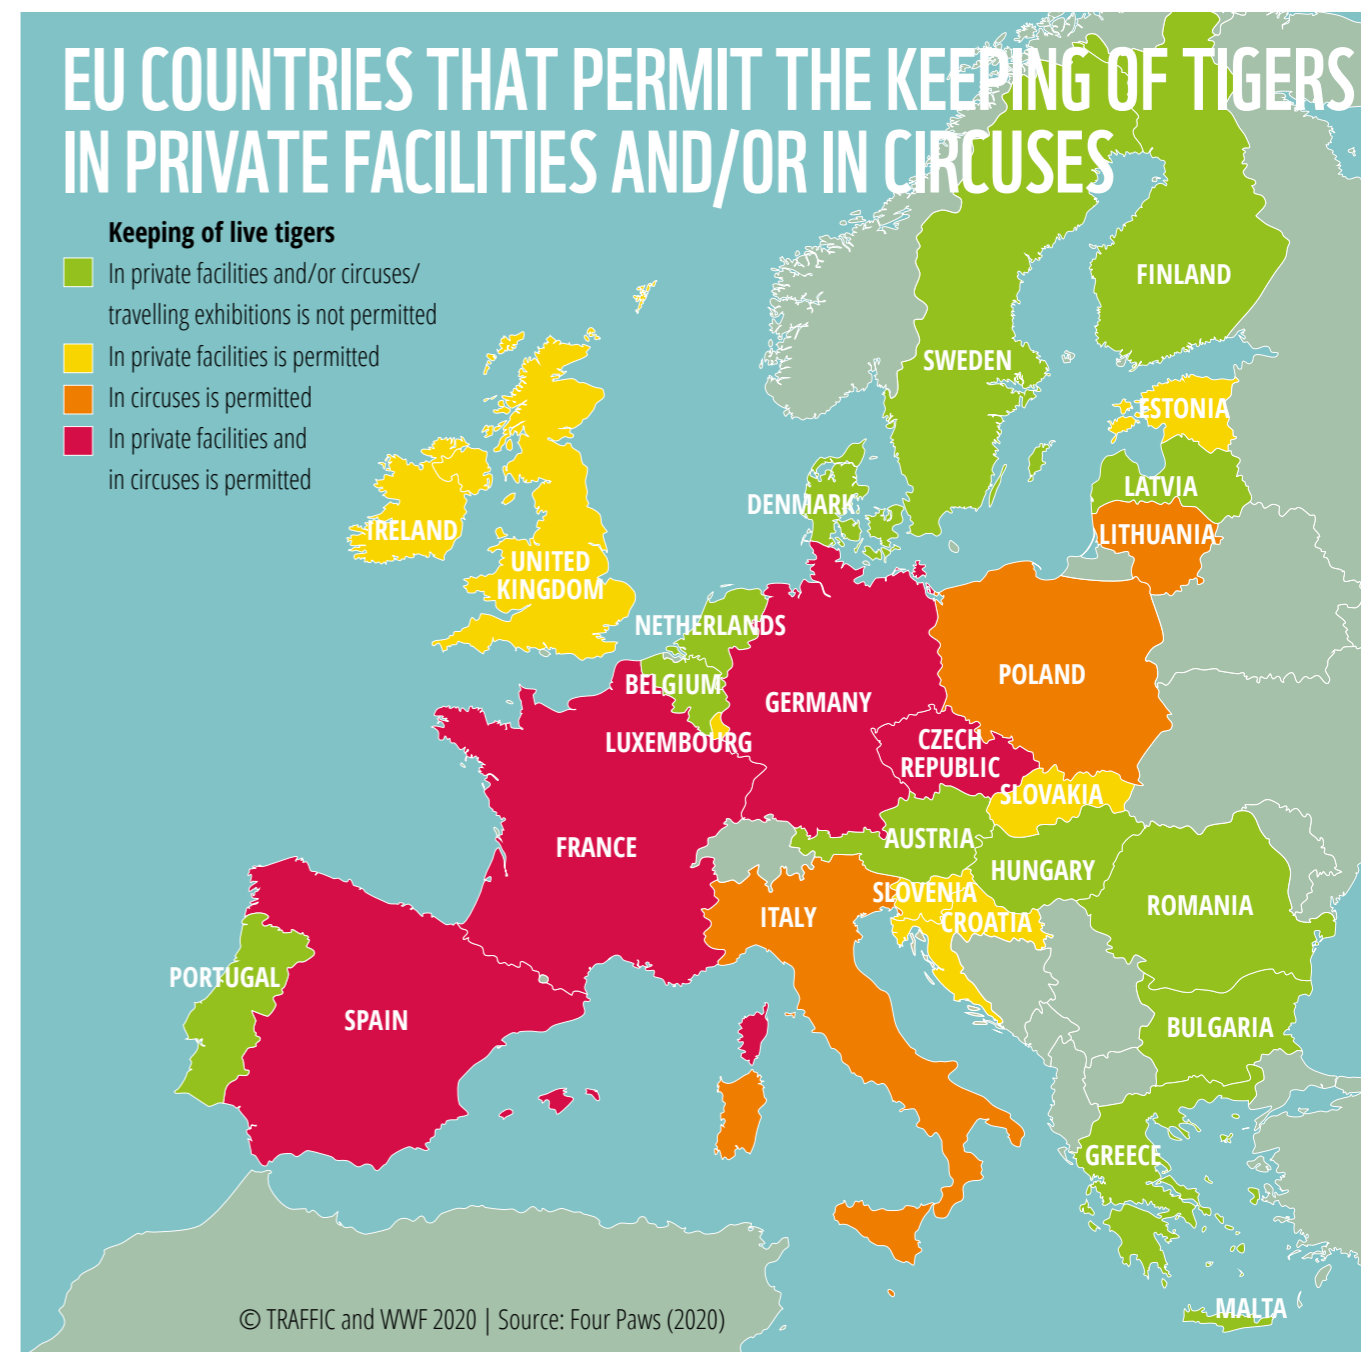 EU COUNTRIES THAT PERMIT THE KEEPING OF TIGERS
IN PRIVATE FACILITIES AND/OR IN CIRCUSES
Keeping of live tigers
In private facilities and/or circuses/
travelling exhibitions is not permitted
In private facilities is permitted
In circuses is permitted
In private facilities and
in circuses is permitted
FINLAND
SWEDEN
ESTONIA
LATVIA
DENMARK
LITHUANIA
IRELAND
UNITED
KINGDOM
NETHERLANDS
BELGIUM
GERMANY
POLAND
LUXEMBOURG
CZECH
REPUBLIC
SLOVAKIA
FRANCE
AUSTRIA
HUNGARY
SLOVENIA
ROMANIA
ITALY
CROATIA
PORTUGAL
SPAIN
BULGARIA
GREECE
MALTA
© TRAFFIC and WWF 2020 | Source: Four Paws (2020)